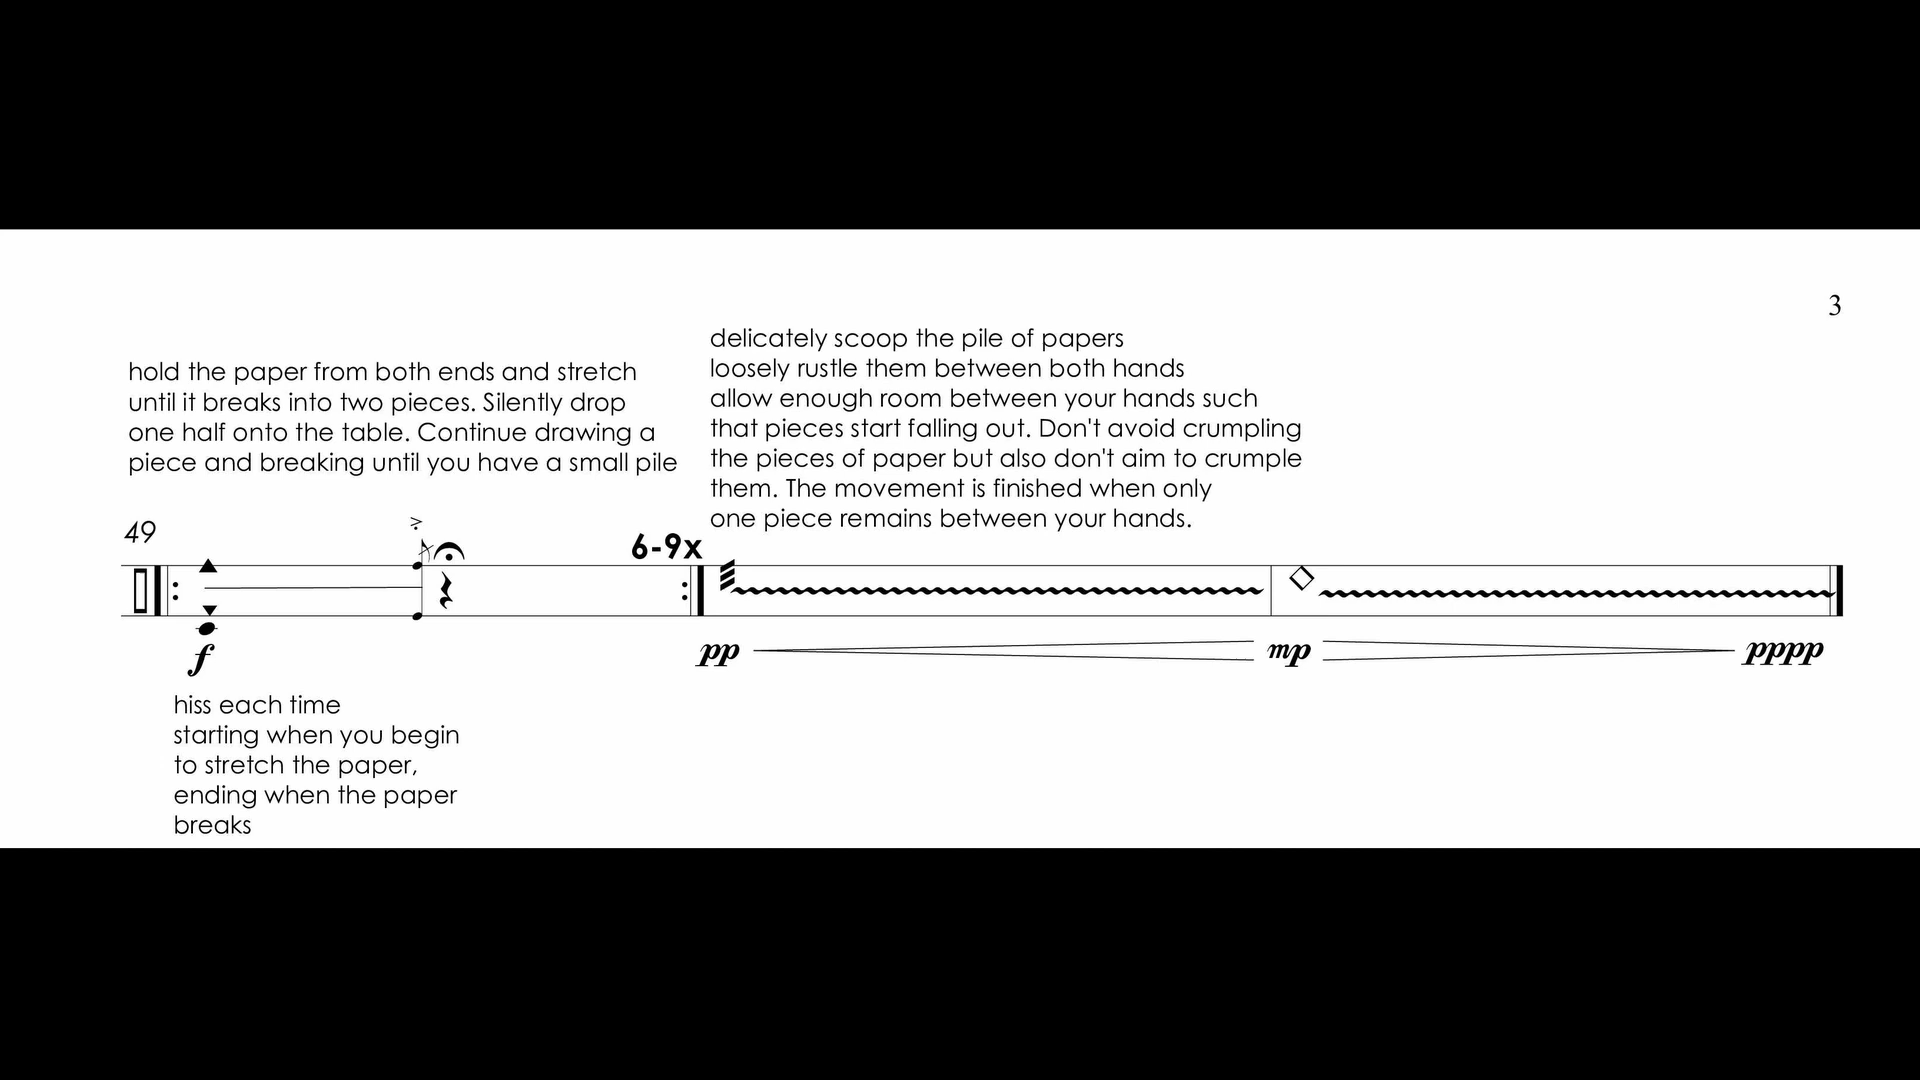 3
hold the paper from both ends and stretch
until it breaks into two pieces. Silently drop
one half onto the table. Continue drawing a
piece and breaking until you have a small pile
delicately scoop the pile of papers
loosely rustle them between both hands
allow enough room between your hands such
that pieces start falling out. Don't avoid crumpling
the pieces of paper but also don't aim to crumple
them. The movement is finished when only
one piece remains between your hands.
49
6-9x
f
pp
mp
pppp
hiss each time
starting when you begin
to stretch the paper,
ending when the paper
breaks